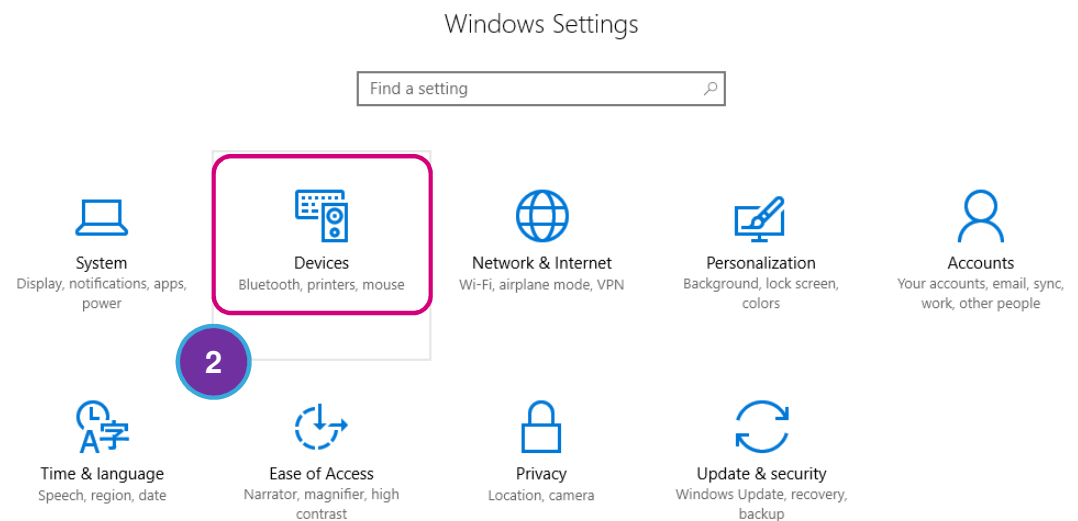 Windows Settings
Find a setting
System
Display, notifications, apps,
power
Devices
Bluetooth, printers, mouse
Network & Internet
Wi-Fi, airplane mode, VPN
Personalization
Background, lock screen,
colors
Accounts
Your accounts, email, sync,
work, other people
2
Time & language
Speech, region, date
Ease of Access
Narrator, magnifier, high
contrast
Privacy
Location, camera
Update & security
Windows Update, recovery,
backup
A字